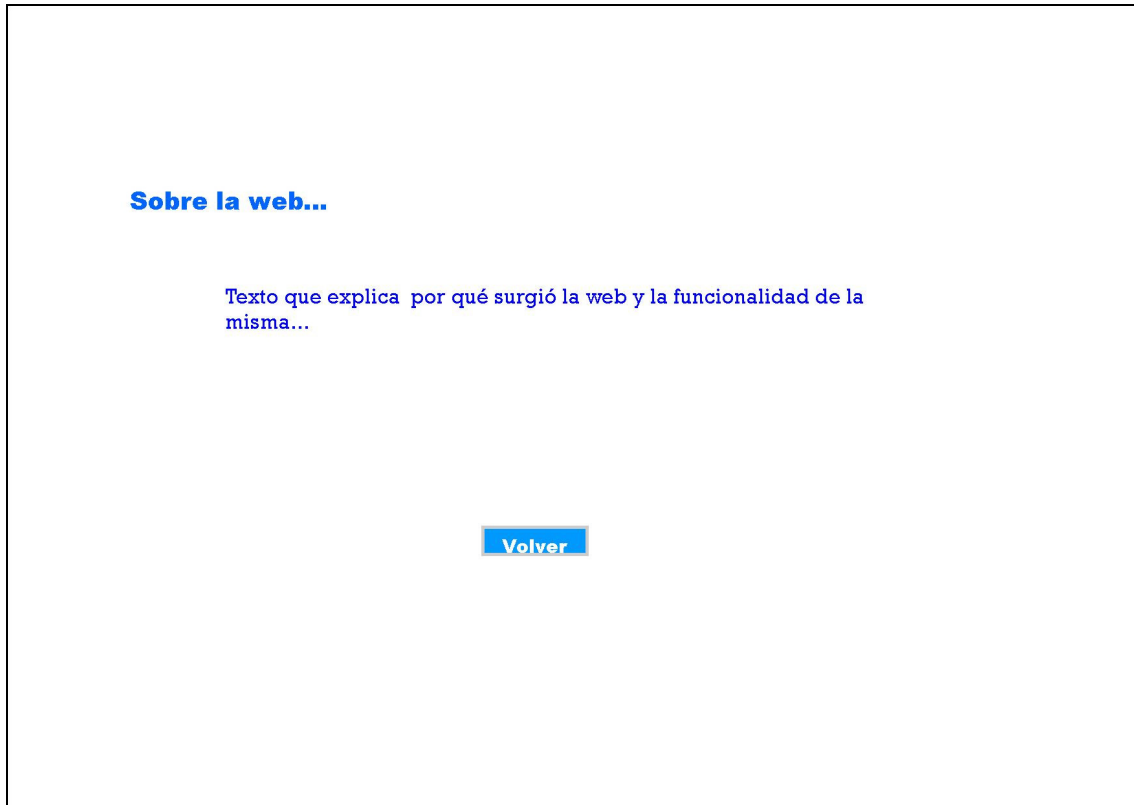 Sobre la web...
Texto que explica  por qué surgió la web y la funcionalidad de la
misma...
Volver